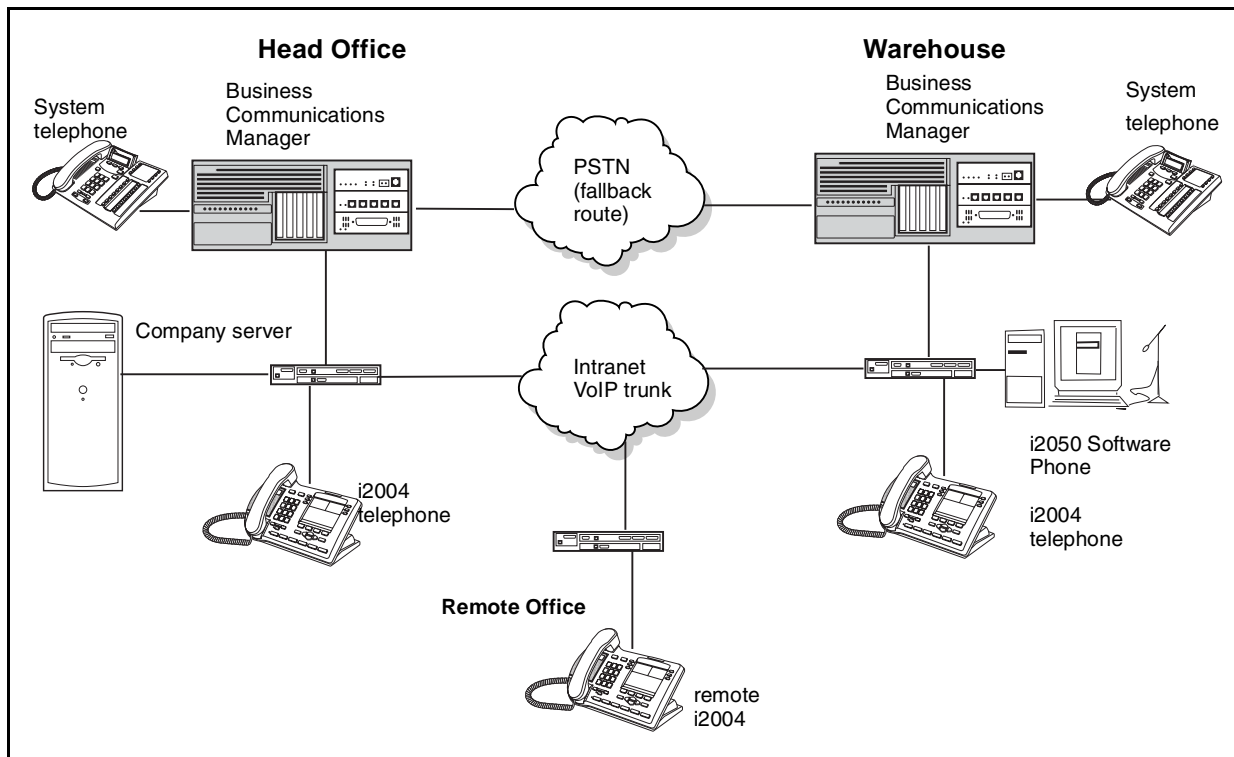 Head Office
Warehouse
System
telephone
Business
Communications
Manager
Business
Communications
Manager
System
telephone
PSTN
(fallback
route)
Company server
Intranet
VoIP trunk
i2004
telephone
i2050 Software
Phone
i2004
telephone
Remote Office
remote
i2004